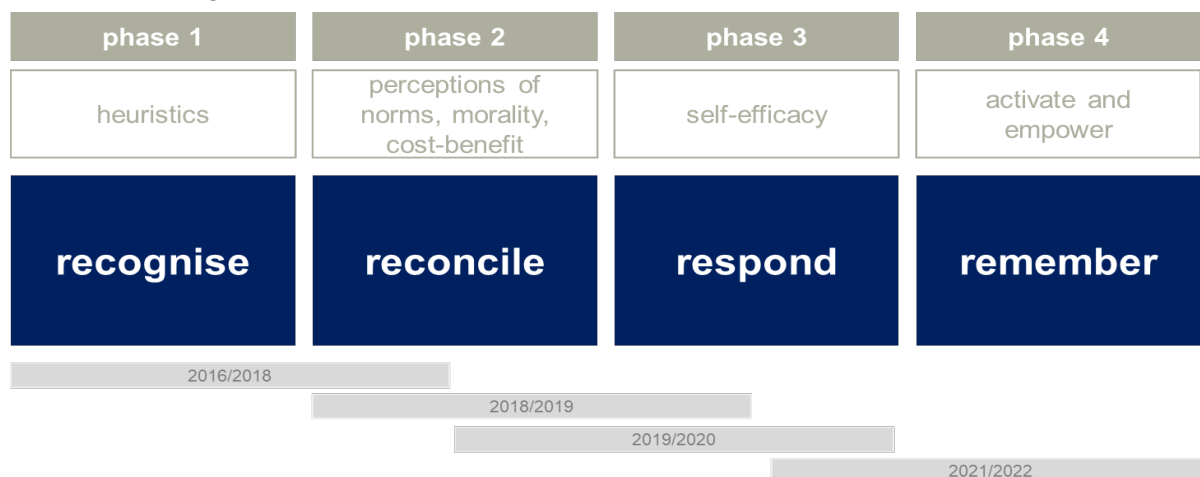 phase 1
phase 2
phase 3
phase 4
heuristics
perceptions of
norms, morality,
cost-benefit
self-efficacy
activate and
empower
recognise
reconcile
respond
remember
2016/2018
2018/2019
2019/2020
2021/2022